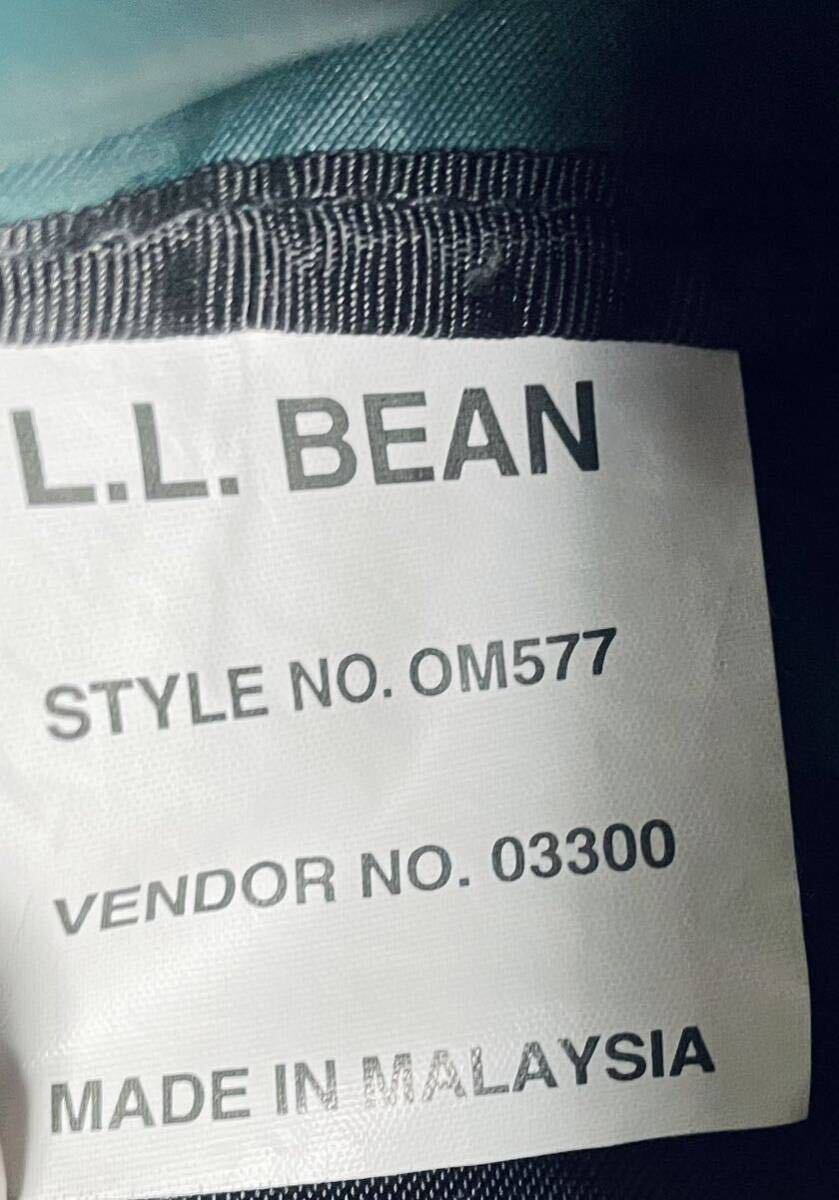 L.L. BEAN
STYLE NO. OM577
VENDOR NO. 03300
MADE IN MALAYSIA